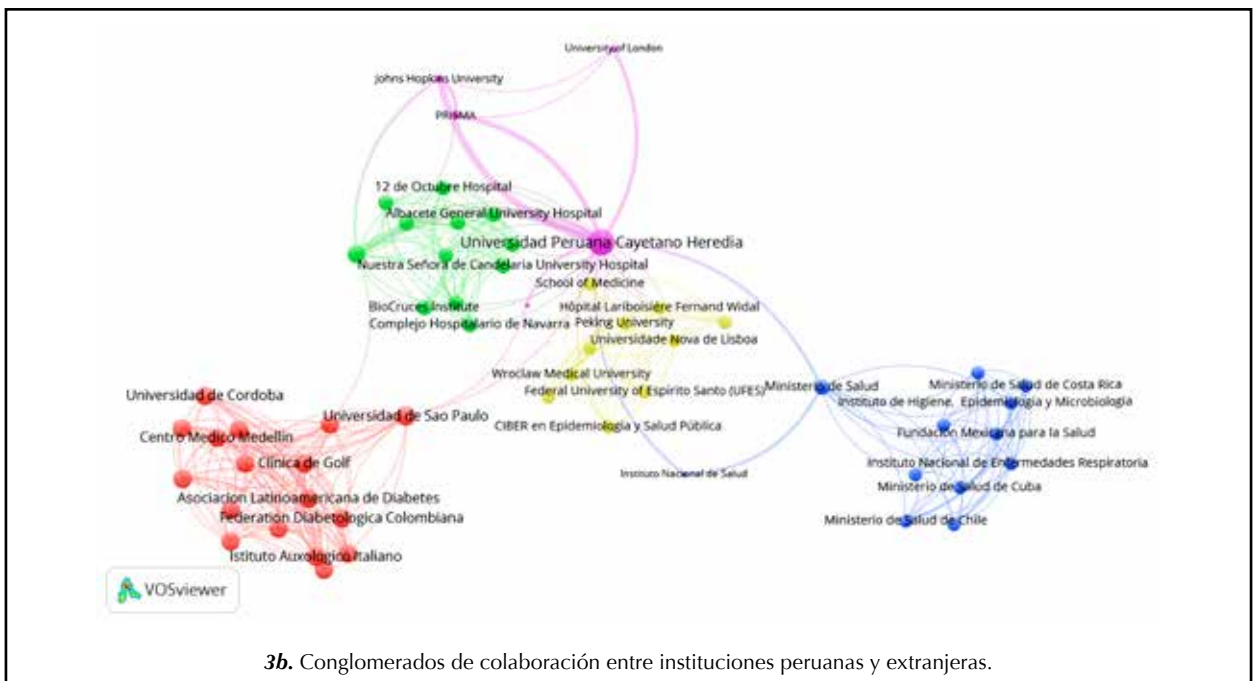 University of London
Johns Hopkins University
PRISMA
12 de Octubre Hospital
Albacete General University Hospital
Universidad Peruana Cayetano Heredia
Nuestra Señora de Candelaria University Hospital
School of Medicine
BioCruces Institute
Hôpital Lariboisière Fernand Widal
Complejo Hospitalario de Navarra
Peking University
Universidade Nova de Lisboa
Wroclaw Medical University
Federal University of Espírito Santo (UFES)
Ministerio de Salud
Ministerio de Salud de Costa Rica
Instituto de Higiene, Epidemiologia y Microbiologia
Universidad de Cordoba
Universidad de Sao Paulo
CIBER en Epidemiología y Salud Pública
Fundación Mexicana para la Salud
Centro Medico Medellin
Clinica de Golf
Instituto Nacional de Salud
Instituto Nacional de Enfermedades Respiratoria
Ministerio de Salud de Cuba
Asociacion Latinoamericana de Diabetes
Federation Diabetologica Colombiana
Ministerio de Salud de Chile
Istituto Auxologico Italiano
VOSviewer
3b. Conglomerados de colaboración entre instituciones peruanas y extranjeras.